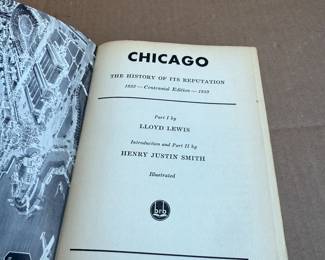 CHICAGO
THE HISTORY OF ITS REPUTATION
1833—Centennial Edition—1933
Part I by
LLOYD LEWIS
Introduction and Part II by
HENRY JUSTIN SMITH
Illustrated
brb